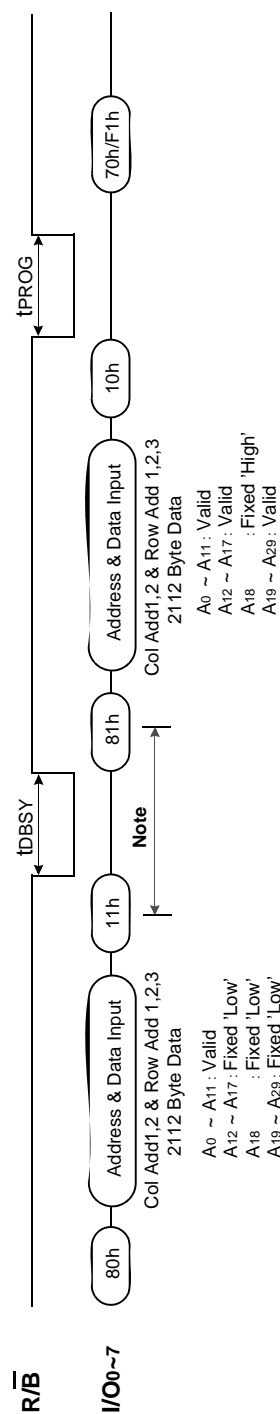 R/B
tDBSY
tPROG
I/O0~7
80h
Address & Data Input
11h
81h
Address & Data Input
10h
70h/F1h
Col Add1,2 & Row Add 1,2,3
2112 Byte Data
Note
Col Add1,2 & Row Add 1,2,3
2112 Byte Data
A0 ~ A11 : Valid
A12 ~ A17 : Fixed 'Low'
A18 : Fixed 'Low'
A19 ~ A29 : Fixed 'Low'
A0 ~ A11 : Valid
A12 ~ A17 : Valid
A18 : Fixed 'High'
A19 ~ A29 : Valid